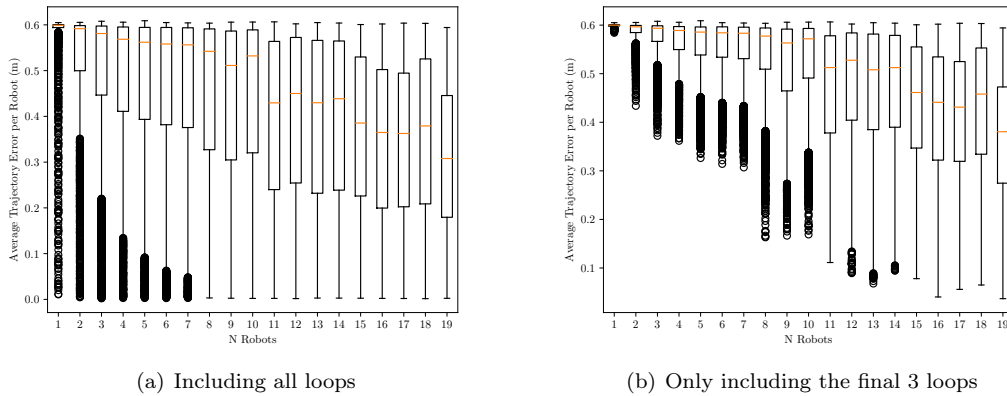 Average Trajectory Error per Robot (m)
0.6
0.5
0.4
0.3
0.2
0.1
0.0
1 2 3 4 5 6 7 8 9 10 11 12 13 14 15 16 17 18 19
N Robots
(a) Including all loops
Average Trajectory Error per Robot (m)
0.6
0.5
0.4
0.3
0.2
0.1
1 2 3 4 5 6 7 8 9 10 11 12 13 14 15 16 17 18 19
N Robots
(b) Only including the final 3 loops